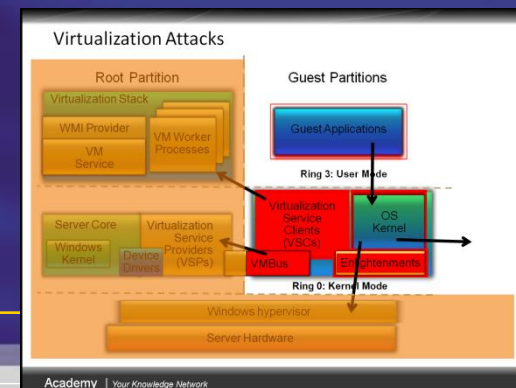 Virtualization Attacks
Root Partition
Guest Partitions
Virtualization Stack
WMI Provider
VM
Service
VM Worker
Processes
Guest Applications
Ring 3: User Mode
Server Core
Windows
Kernel
Device
Drivers
Virtualization
Service
Providers
(VSPs)
Virtualization
Service
Clients
(VSCs)
OS
Kernel
VMBus
Enlightenments
Ring 0: Kernel Mode
Windows hypervisor
Server Hardware
Academy | Your Knowledge Network